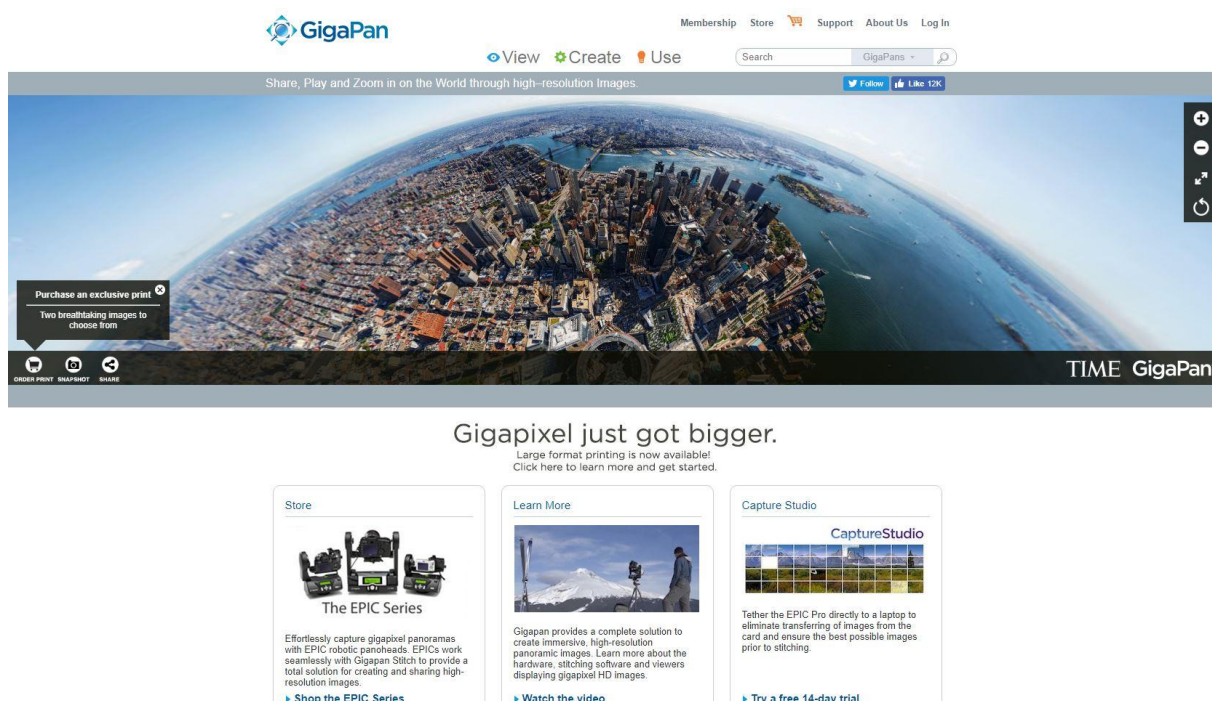 GigaPan
Membership Store Support About Us Log In
View Create Use
Search GigaPans
Share, Play and Zoom in on the World through high-resolution Images.
Follow Like 12K
Purchase an exclusive print
Two breathtaking images to
choose from
ORDER PRINT SNAPSHOT SHARE
TIME GigaPan
Gigapixel just got bigger.
Large format printing is now available!
Click here to learn more and get started.
Store
The EPIC Series
Effortlessly capture gigapixel panoramas
with EPIC robotic panoheads. EPICs work
seamlessly with Gigapan Stitch to provide a
total solution for creating and sharing high-
resolution images.
Shop the EPIC Series
Learn More
Gigapan provides a complete solution to
create immersive, high-resolution
panoramic images. Learn more about the
hardware, stitching software and viewers
displaying gigapixel HD images.
Watch the video
Capture Studio
CaptureStudio
Tether the EPIC Pro directly to a laptop to
eliminate transferring of images from the
card and ensure the best possible images
prior to stitching.
Try a free 14-day trial